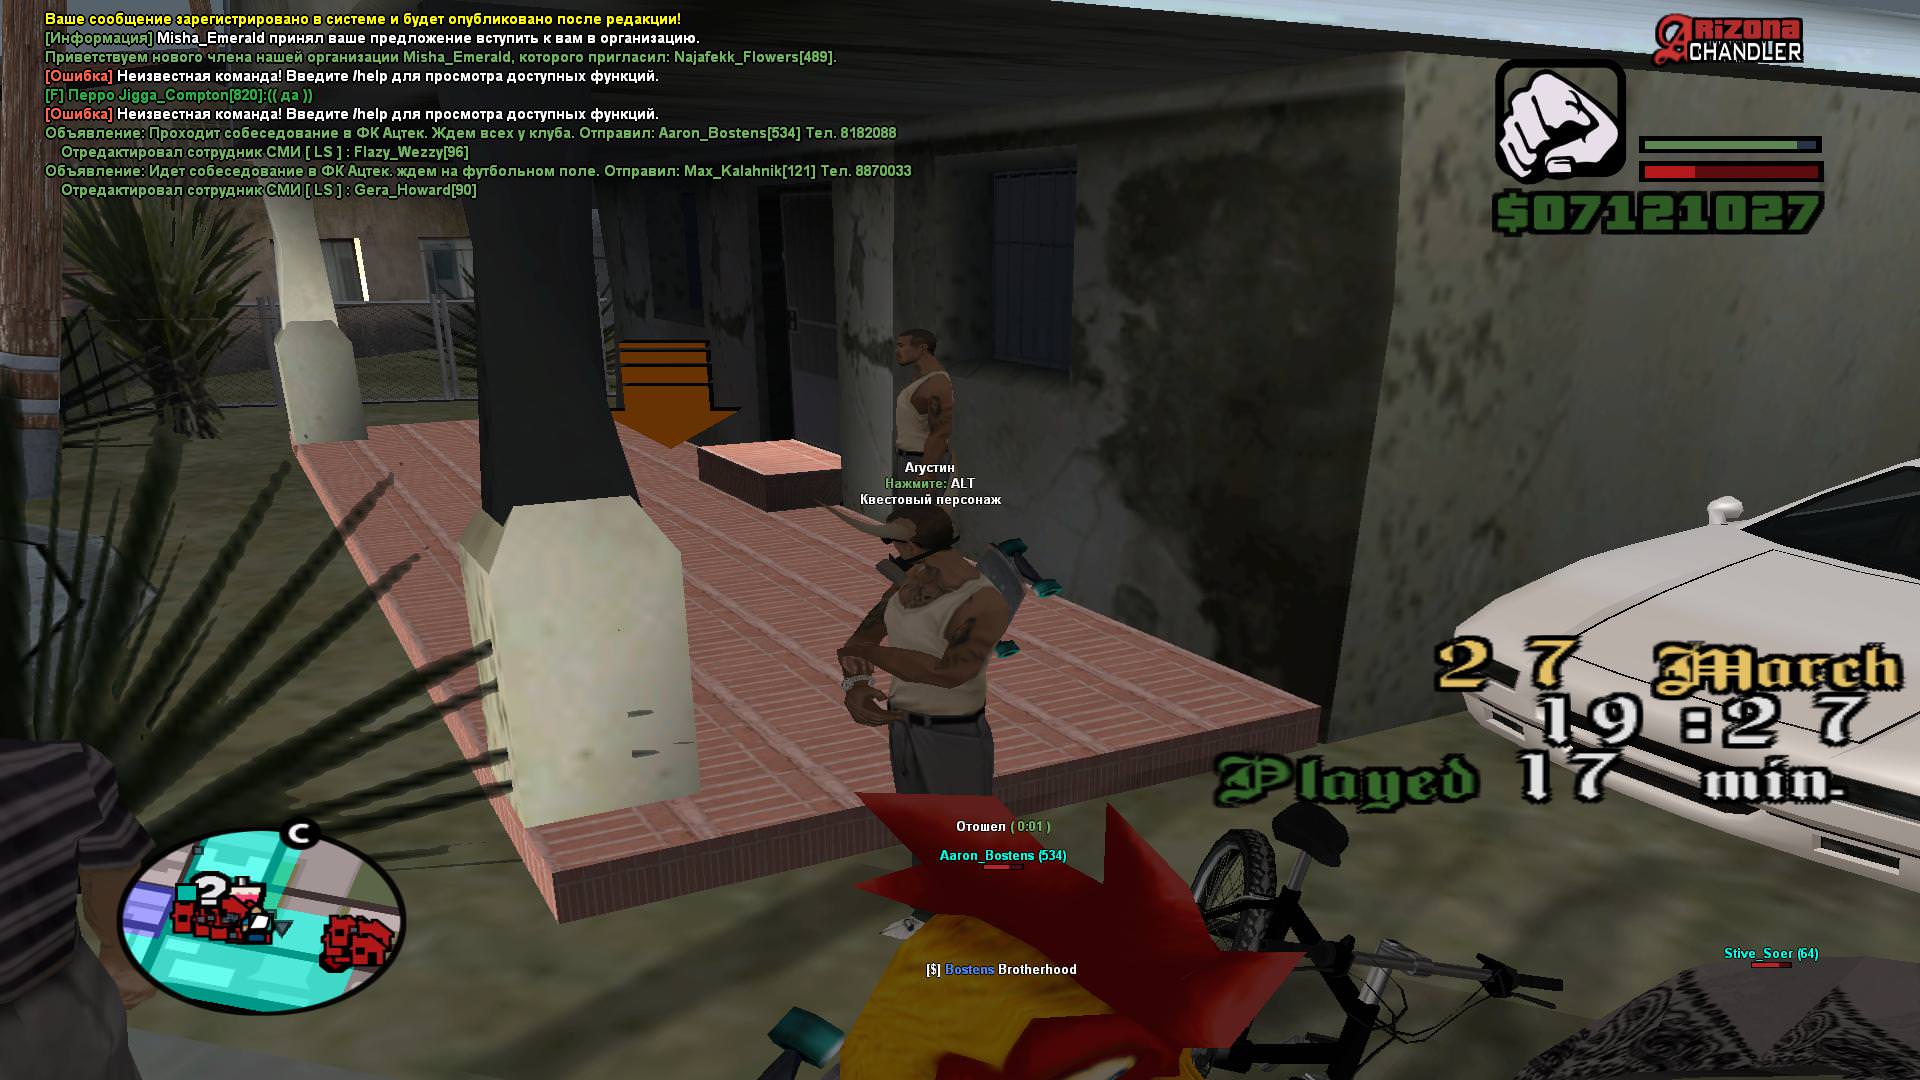 Ваше сообщение зарегистрировано в системе и будет опубликовано после редакции!
[Информация] Misha_Emerald принял ваше предложение вступить к вам в организацию.
Приветствуем нового члена нашей организации Misha_Emerald, которого пригласил: Najafekk_Flowers[489].
[Ошибка] Неизвестная команда! Введите /help для просмотра доступных функций.
[F] Перро Jigga_Compton[820]:(( да ))
[Ошибка] Неизвестная команда! Введите /help для просмотра доступных функций.
Объявление: Проходит собеседование в ФК Ацтек. Ждем всех у клуба. Отправил: Aaron_Bostens[534] Тел. 8182088
Отредактировал сотрудник СМИ [ LS ] : Flazy_Wezzy[96]
Объявление: Идет собеседование в ФК Ацтек. ждем на футбольном поле. Отправил: Max_Kalahnik[121] Тел. 8870033
Отредактировал сотрудник СМИ [ LS ] : Gera_Howard[90]
Arizona
CHANDLER
$07121027
Агустин
Нажмите: ALT
Квестовый персонаж
27 March
19:27
Played 17 min.
Отошел ( 0:01 )
Aaron_Bostens (534)
[$] Bostens Brotherhood
Stive_Soer (64)
С
?